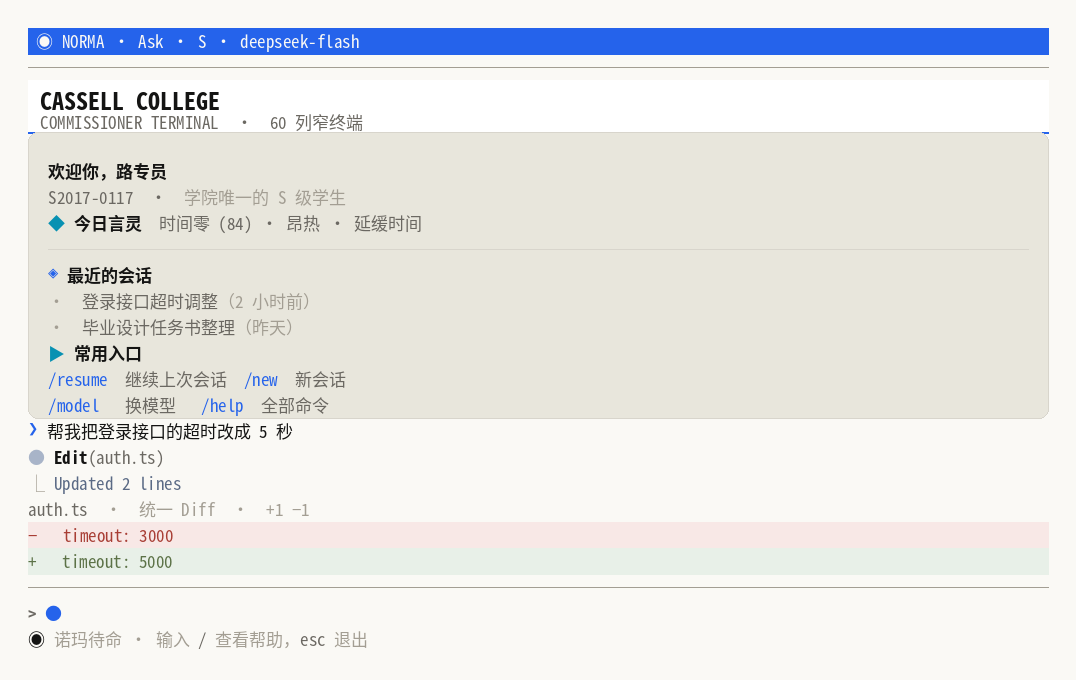 ◉ NORMA · Ask · S · deepseek-flash
CASSELL COLLEGE
COMMISSIONER TERMINAL · 60 列窄终端
欢迎你，路专员
S2017-0117 · 学院唯一的 S 级学生
◆ 今日言灵 时间零 (84) · 昂热 · 延缓时间
◈ 最近的会话
· 登录接口超时调整（2 小时前）
· 毕业设计任务书整理（昨天）
▶ 常用入口
/resume 继续上次会话 /new 新会话
/model 换模型 /help 全部命令
❯ 帮我把登录接口的超时改成 5 秒
● Edit(auth.ts)
⎿ Updated 2 lines
auth.ts · 统一 Diff · +1 −1
− timeout: 3000
+ timeout: 5000
> ●
◉ 诺玛待命 · 输入 / 查看帮助，esc 退出